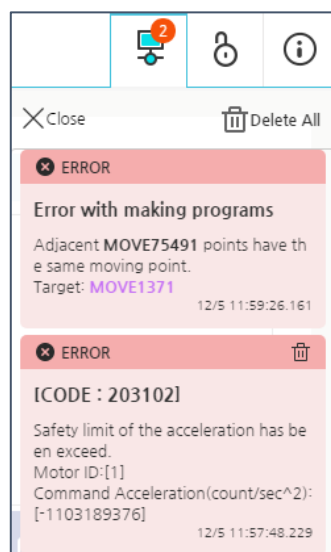 2
Close
Delete All
ERROR
Error with making programs
Adjacent MOVE75491 points have th
e same moving point.
Target: MOVE1371
12/5 11:59:26.161
ERROR
[CODE : 203102]
Safety limit of the acceleration has be
en exceed.
Motor ID:[1]
Command Acceleration(count/sec^2):
[-1103189376]
12/5 11:57:48.229